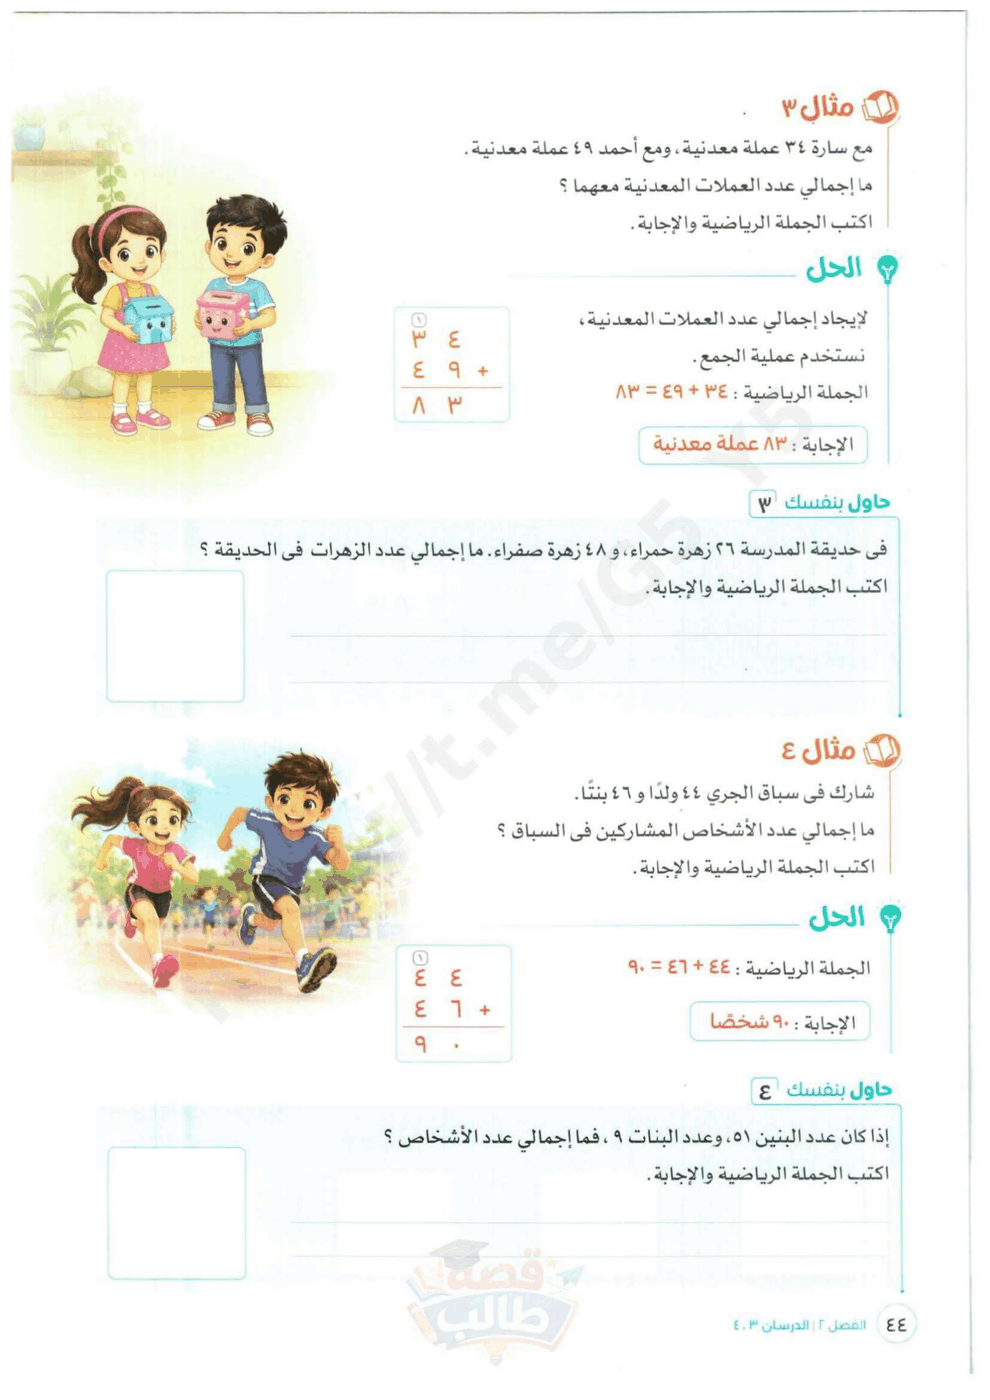 مثال ٣
مع سارة ٣٤ عملة معدنية، ومع أحمد ٤٩ عملة معدنية.
ما إجمالي عدد العملات المعدنية معهما ؟
اكتب الجملة الرياضية والإجابة.
الحل
لإيجاد إجمالي عدد العملات المعدنية،
نستخدم عملية الجمع.
الجملة الرياضية : ٣٤ + ٤٩ = ٨٣
الإجابة : ٨٣ عملة معدنية
١
٣ ٤
٤ ٩ +
٨ ٣
حاول بنفسك ٣
فى حديقة المدرسة ٢٦ زهرة حمراء، و ٤٨ زهرة صفراء. ما إجمالي عدد الزهرات فى الحديقة ؟
اكتب الجملة الرياضية والإجابة.
مثال ٤
شارك فى سباق الجري ٤٤ ولدًا و ٤٦ بنتًا.
ما إجمالي عدد الأشخاص المشاركين فى السباق ؟
اكتب الجملة الرياضية والإجابة.
الحل
الجملة الرياضية : ٤٤ + ٤٦ = ٩٠
الإجابة : ٩٠ شخصًا
١
٤ ٤
٤ ٦ +
٩ ٠
حاول بنفسك ٤
إذا كان عدد البنين ٥١، وعدد البنات ٩ ، فما إجمالي عدد الأشخاص ؟
اكتب الجملة الرياضية والإجابة.
قصة
طالب
٤٤ الفصل ٢ | الدرسان ٣ ، ٤
//t.me/G5 Y5